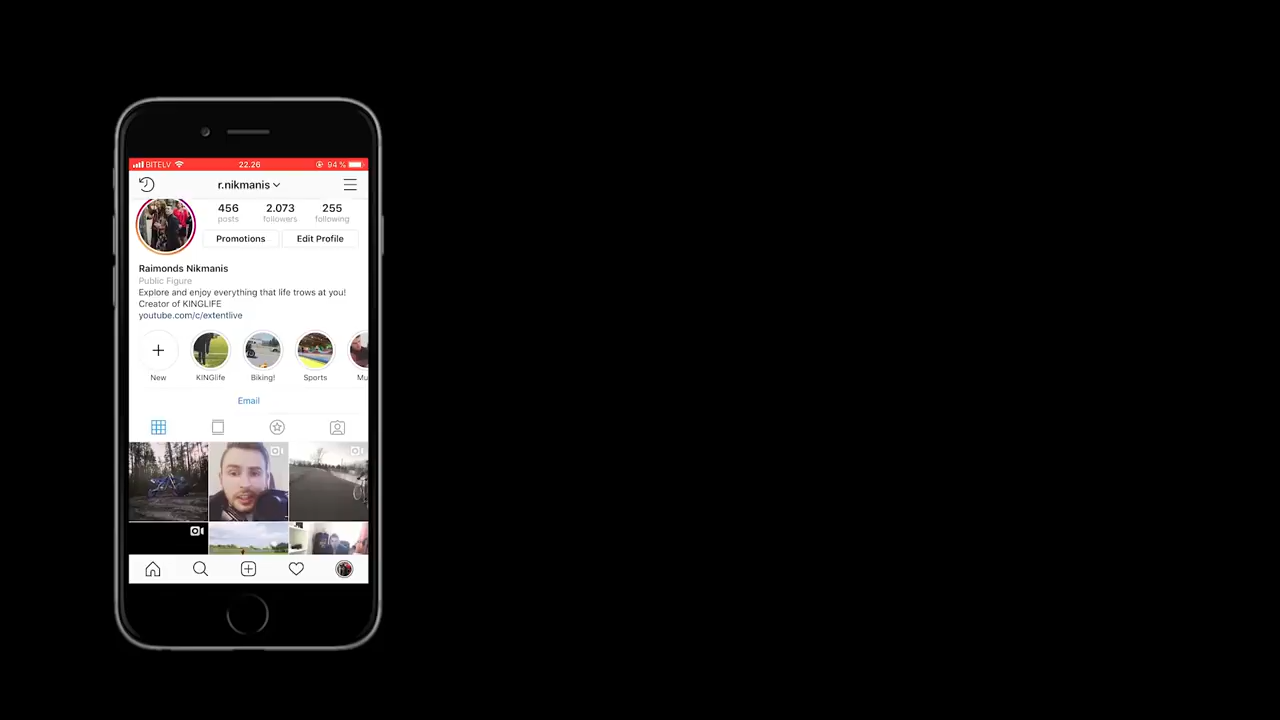 BITELV 22.26 94 %
r.nikmanis
456 2.073 255
posts followers following
Promotions Edit Profile
Raimonds Nikmanis
Public Figure
Explore and enjoy everything that life trows at you!
Creator of KINGLIFE
youtube.com/c/extentlive
New KINGlife Biking! Sports Mu
Email